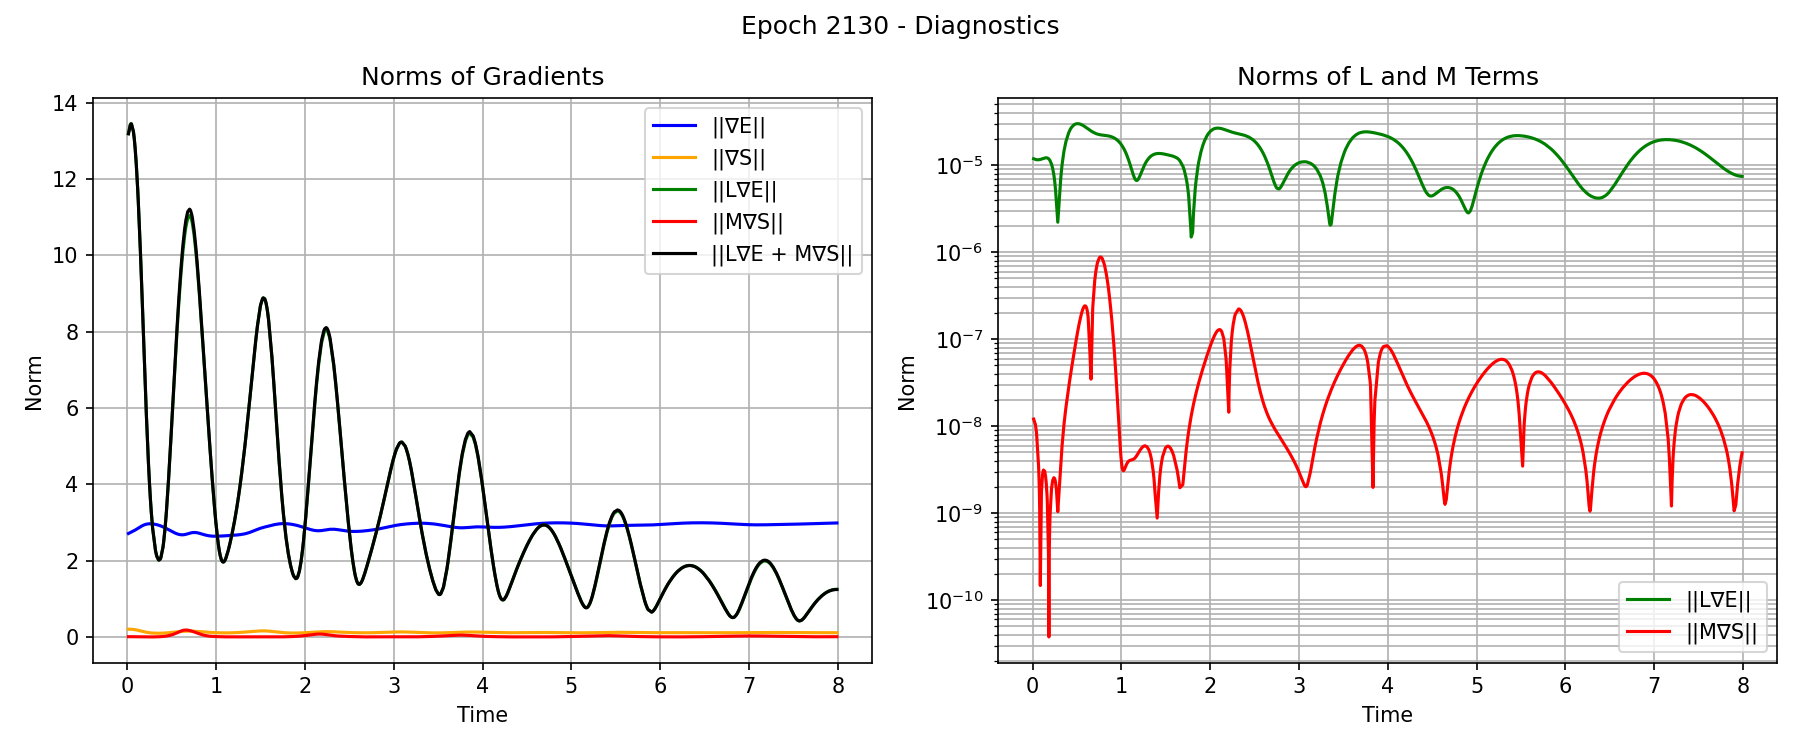 Epoch 2130 - Diagnostics
Norms of Gradients
Norm
14
12
10
8
6
4
2
0
||∇E||
||∇S||
||L∇E||
||M∇S||
||L∇E + M∇S||
0 1 2 3 4 5 6 7 8
Time
Norms of L and M Terms
Norm
10⁻⁵
10⁻⁶
10⁻⁷
10⁻⁸
10⁻⁹
10⁻¹⁰
||L∇E||
||M∇S||
0 1 2 3 4 5 6 7 8
Time